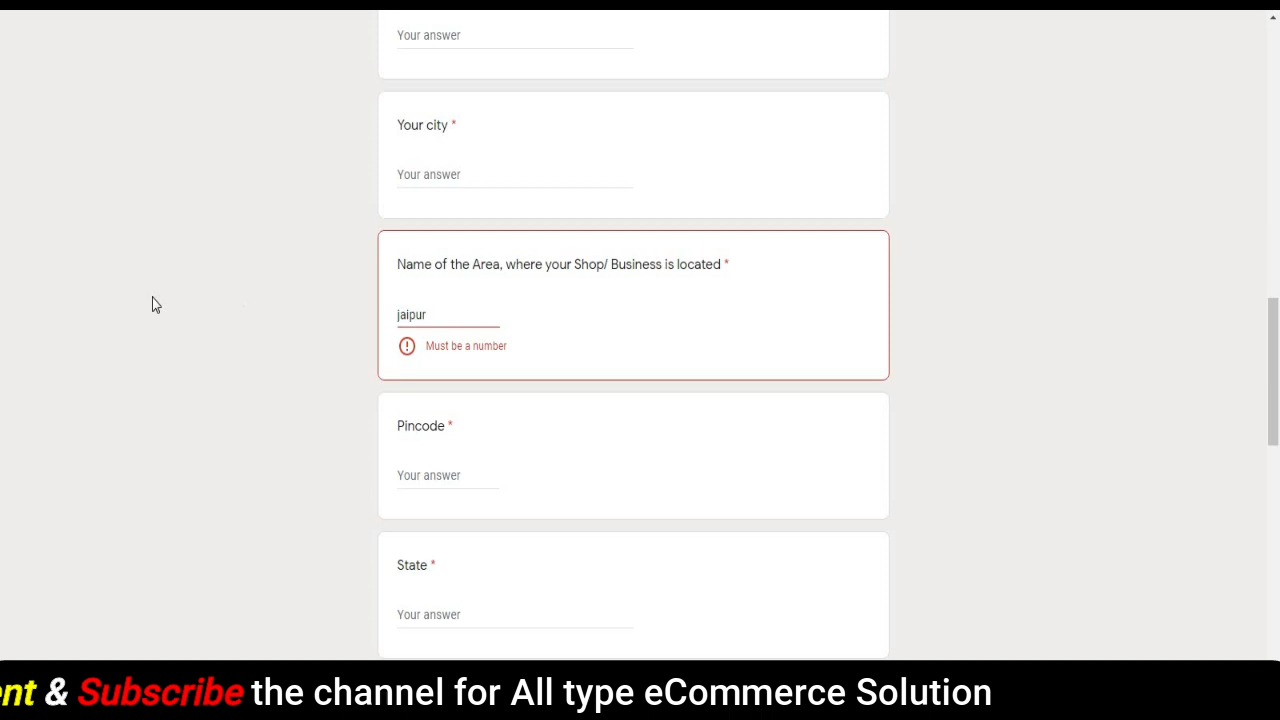 Your answer
Your city *
Your answer
Name of the Area, where your Shop/ Business is located *
jaipur
Must be a number
Pincode *
Your answer
State *
Your answer
& Subscribe the channel for All type eCommerce Solution